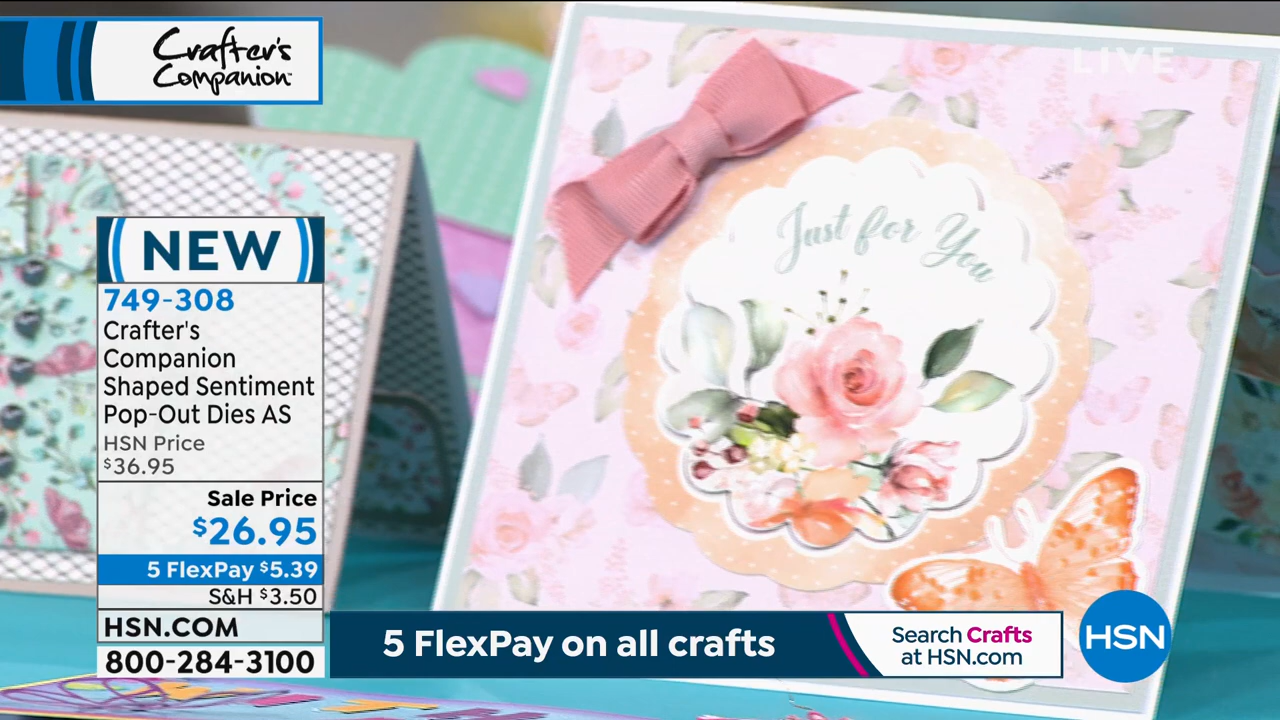 Crafter's
Companion
LIVE
NEW
749-308
Crafter's
Companion
Shaped Sentiment
Pop-Out Dies AS
HSN Price
$36.95
Sale Price
$26.95
5 FlexPay $5.39
S&H $3.50
HSN.COM
800-284-3100
Just for You
5 FlexPay on all crafts
Search Crafts
at HSN.com
HSN